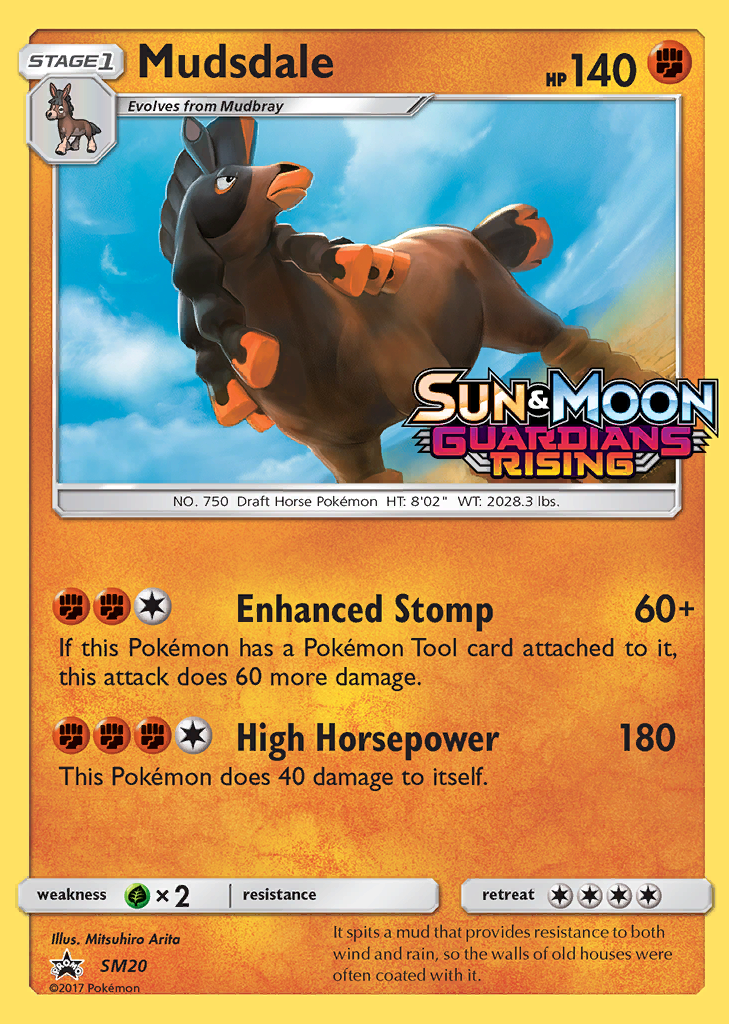 STAGE1
Mudsdale
HP 140
Evolves from Mudbray
SUN & MOON
GUARDIANS
RISING
NO. 750 Draft Horse Pokémon HT: 8'02" WT: 2028.3 lbs.
Enhanced Stomp 60+
If this Pokémon has a Pokémon Tool card attached to it,
this attack does 60 more damage.
High Horsepower 180
This Pokémon does 40 damage to itself.
weakness × 2 resistance retreat
Illus. Mitsuhiro Arita
PROMO SM20
©2017 Pokémon
It spits a mud that provides resistance to both
wind and rain, so the walls of old houses were
often coated with it.